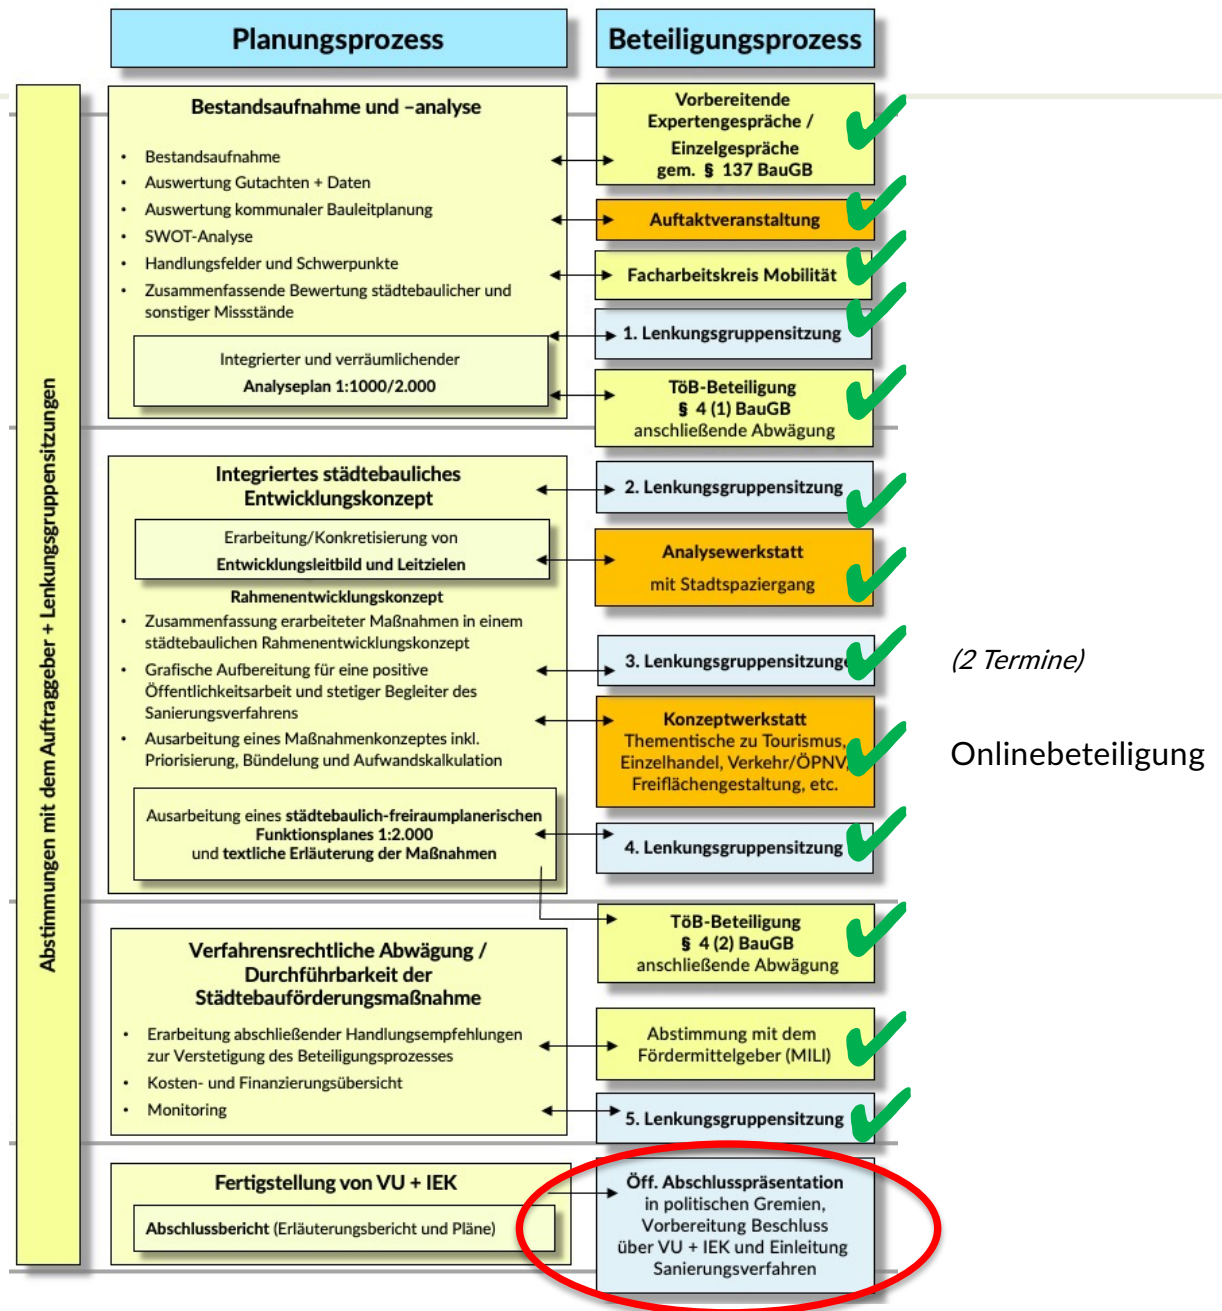 Planungsprozess
Beteiligungsprozess
Abstimmungen mit dem Auftraggeber + Lenkungsgruppensitzungen
Bestandsaufnahme und –analyse
• Bestandsaufnahme
• Auswertung Gutachten + Daten
• Auswertung kommunaler Bauleitplanung
• SWOT-Analyse
• Handlungsfelder und Schwerpunkte
• Zusammenfassende Bewertung städtebaulicher und
sonstiger Missstände
Integrierter und verräumlichender
Analyseplan 1:1000/2.000
Vorbereitende
Expertengespräche /
Einzelgespräche
gem. § 137 BauGB
Auftaktveranstaltung
Facharbeitskreis Mobilität
1. Lenkungsgruppensitzung
TöB-Beteiligung
§ 4 (1) BauGB
anschließende Abwägung
Integriertes städtebauliches
Entwicklungskonzept
Erarbeitung/Konkretisierung von
Entwicklungsleitbild und Leitzielen
Rahmenentwicklungskonzept
• Zusammenfassung erarbeiteter Maßnahmen in einem
städtebaulichen Rahmenentwicklungskonzept
• Grafische Aufbereitung für eine positive
Öffentlichkeitsarbeit und stetiger Begleiter des
Sanierungsverfahrens
• Ausarbeitung eines Maßnahmenkonzeptes inkl.
Priorisierung, Bündelung und Aufwandskalkulation
Ausarbeitung eines städtebaulich-freiraumplanerischen
Funktionsplanes 1:2.000
und textliche Erläuterung der Maßnahmen
2. Lenkungsgruppensitzung
Analysewerkstatt
mit Stadtspaziergang
3. Lenkungsgruppensitzunge
(2 Termine)
Konzeptwerkstatt
Thementische zu Tourismus,
Einzelhandel, Verkehr/ÖPNV,
Freiflächengestaltung, etc.
Onlinebeteiligung
4. Lenkungsgruppensitzung
TöB-Beteiligung
§ 4 (2) BauGB
anschließende Abwägung
Verfahrensrechtliche Abwägung /
Durchführbarkeit der
Städtebauförderungsmaßnahme
• Erarbeitung abschließender Handlungsempfehlungen
zur Verstetigung des Beteiligungsprozesses
• Kosten- und Finanzierungsübersicht
• Monitoring
Abstimmung mit dem
Fördermittelgeber (MILI)
5. Lenkungsgruppensitzung
Fertigstellung von VU + IEK
Abschlussbericht (Erläuterungsbericht und Pläne)
Öff. Abschlusspräsentation
in politischen Gremien,
Vorbereitung Beschluss
über VU + IEK und Einleitung
Sanierungsverfahren